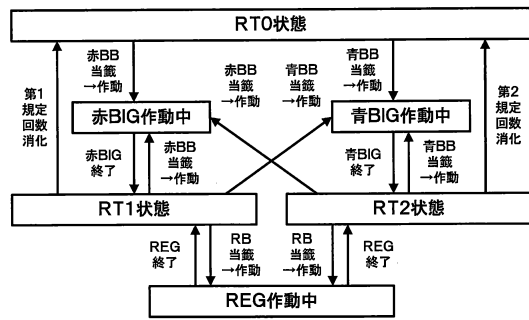 RT0状態
赤BB
当籤
→作動
赤BB
当籤
→作動
青BB
当籤
→作動
青BB
当籤
→作動
第1
規定
回数
消化
第2
規定
回数
消化
赤BIG作動中
青BIG作動中
赤BIG
終了
赤BB
当籤
→作動
青BIG
終了
青BB
当籤
→作動
RT1状態
RT2状態
REG
終了
RB
当籤
→作動
RB
当籤
→作動
REG
終了
REG作動中